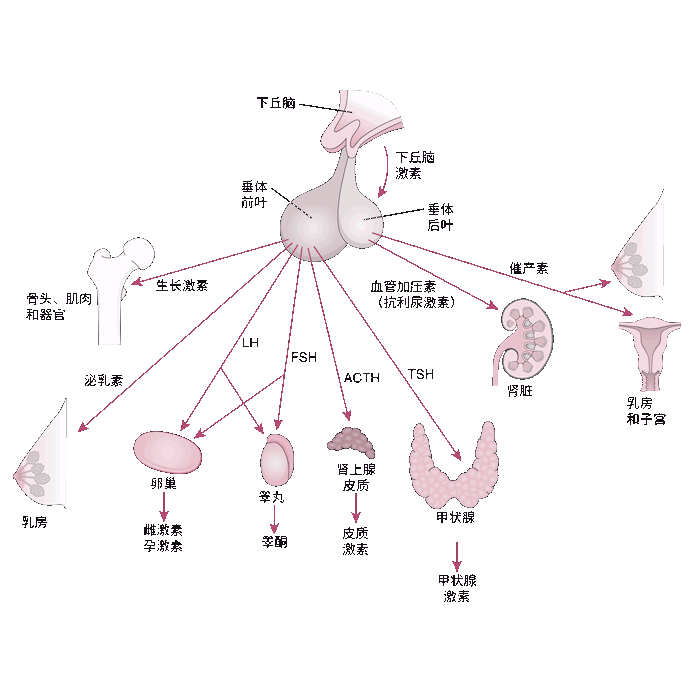 下丘脑
下丘脑
激素
垂体
前叶
垂体
后叶
催产素
生长激素
血管加压素
（抗利尿激素）
骨头、肌肉
和器官
LH
FSH
ACTH
TSH
泌乳素
肾脏
乳房
和子宫
卵巢
睾丸
肾上腺
皮质
甲状腺
乳房
雌激素
孕激素
睾酮
皮质
激素
甲状腺
激素